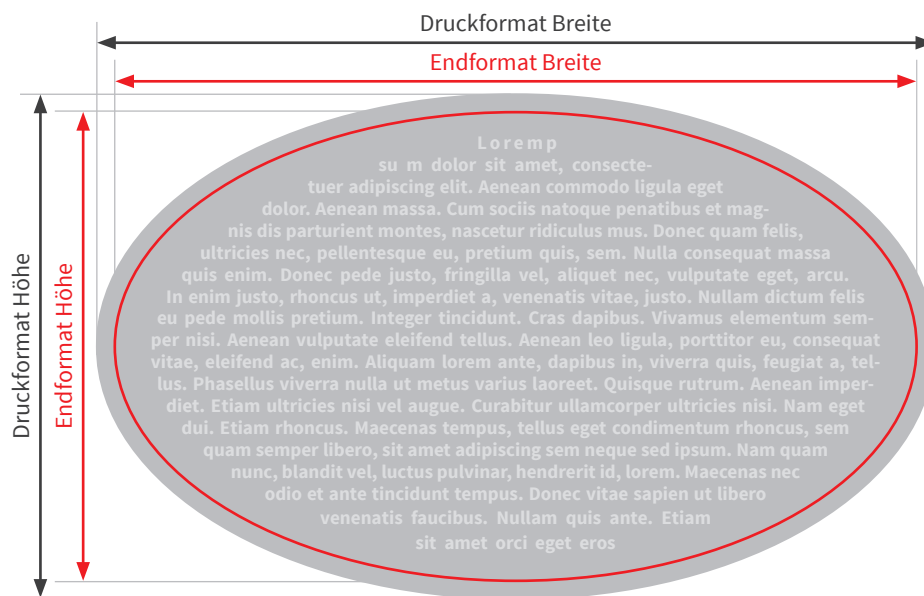 Druckformat Breite
Endformat Breite
Druckformat Höhe
Endformat Höhe
Loremp
su m dolor sit amet, consecte-
tuer adipiscing elit. Aenean commodo ligula eget
dolor. Aenean massa. Cum sociis natoque penatibus et mag-
nis dis parturient montes, nascetur ridiculus mus. Donec quam felis,
ultricies nec, pellentesque eu, pretium quis, sen. Nulla consequat massa
quis enim. Donec pede justo, fringilla vel, aliquet nec, vulputate eget, arcu.
In enim justo, rhoncus ut, imperdiet a, venenatis vitae, justo. Nullam dictum felis
eu pede mollis pretium. Integer tincidunt. Cras dapibus. Vivamus elementum sem-
per nisi. Aenean vulputate eleifend tellus. Aenean leo ligula, porttitor eu, consequat
vitae, eleifend ac, enim. Aliquam lorem ante, dapibus in, viverra quis, feugiat a, tel-
lus. Phasellus viverra nulla ut metus varius laoreet. Quisque rutrum. Aenean imper-
diet. Etiam ultricies nisi vel augue. Curabitur ullamcorper ultricies nisi. Nam eget
dui. Etiam rhoncus. Maecenas tempus, tellus eget condimentum rhoncus, sem
quam semper libero, sit amet adipiscing sem neque sed ipsum. Nam quam
nunc, blandit vel, luctus pulvinar, hendrerit id, lorem. Maecenas nec
odio et ante tincidunt tempus. Donec vitae sapien ut libero
venenatis faucibus. Nullam quis ante. Etiam
sit amet orci eget eros